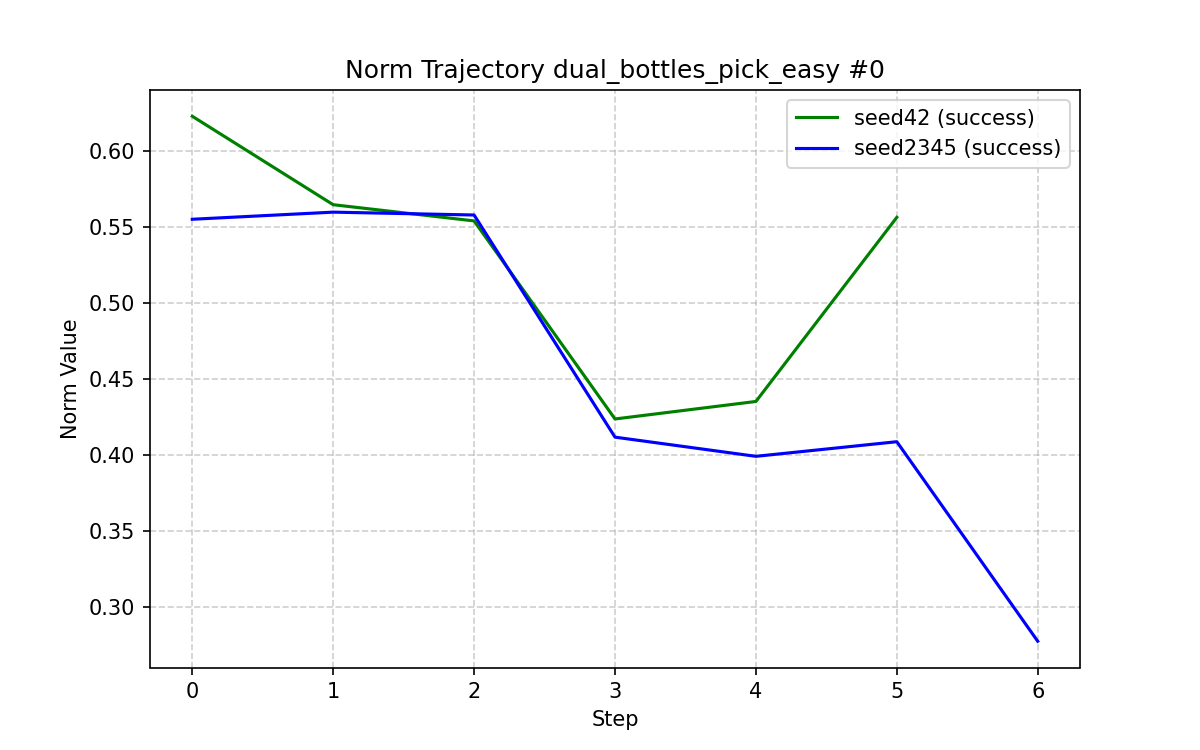 Norm Trajectory dual_bottles_pick_easy #0
seed42 (success)
seed2345 (success)
Norm Value
0.60
0.55
0.50
0.45
0.40
0.35
0.30
0 1 2 3 4 5 6
Step